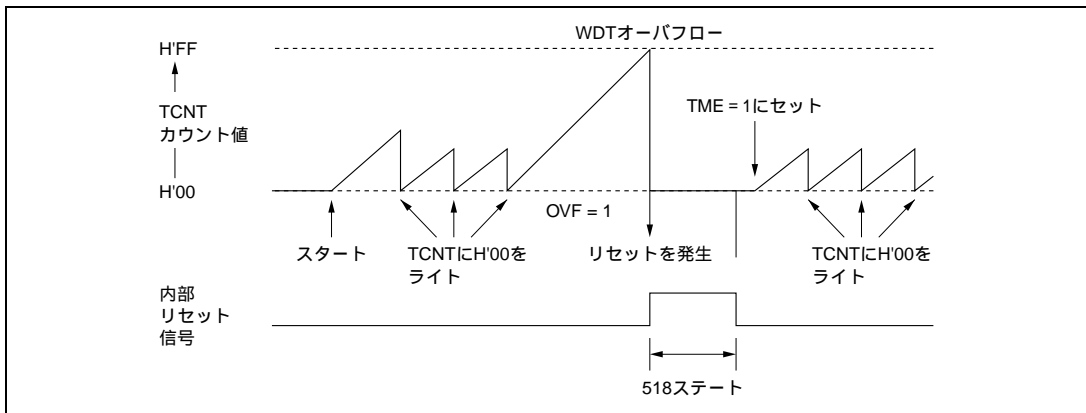 WDTオーバフロー
H'FF
TME = 1にセット
TCNT
カウント値
H'00
OVF = 1
スタート
TCNTにH'00を
ライト
リセットを発生
TCNTにH'00を
ライト
内部
リセット
信号
518ステート